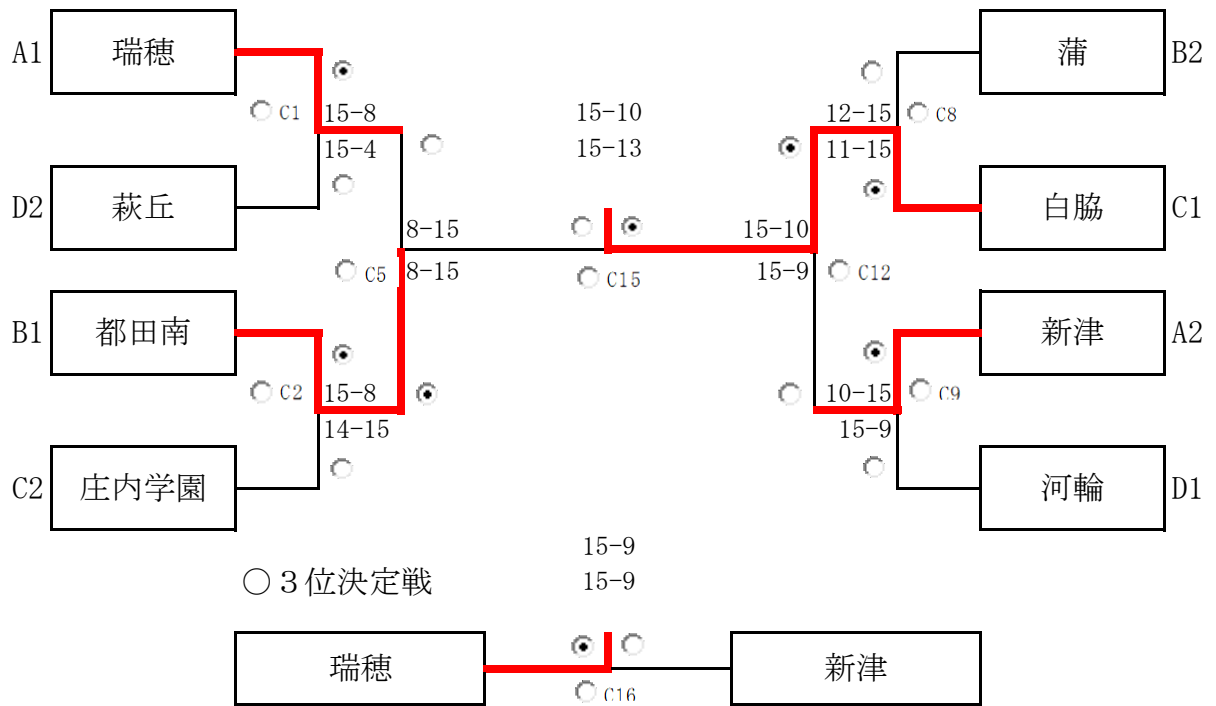 A1 瑞穂
蒲 B2
C1 15-8
15-4
15-10
15-13
12-15 C8
11-15
D2 萩丘
白脇 C1
8-15
C5 8-15
15-10
15-9 C12
C15
B1 都田南
新津 A2
C2 15-8
14-15
10-15 C9
15-9
C2 庄内学園
河輪 D1
15-9
15-9
○３位決定戦
瑞穂
新津
C16